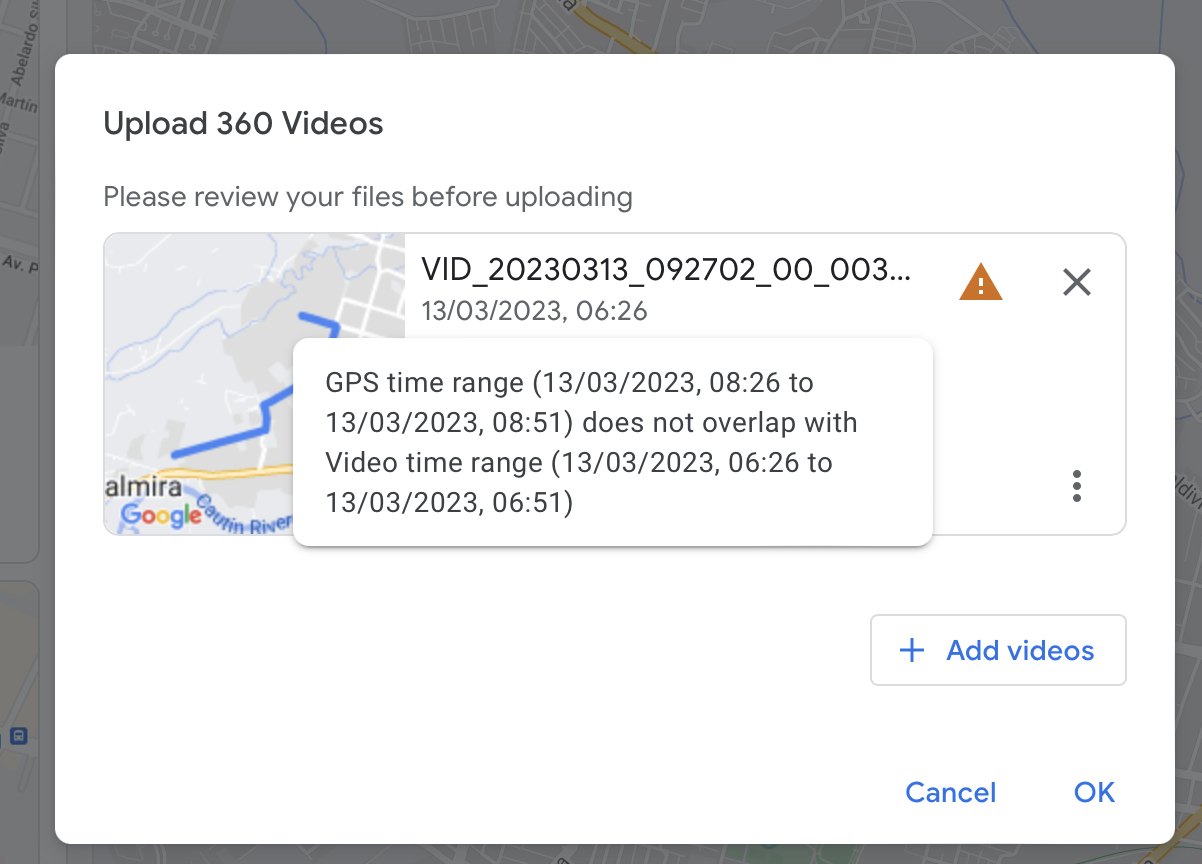 Abelardo
Martín
Av. P
Upload 360 Videos
Please review your files before uploading
VID_20230313_092702_00_003...
13/03/2023, 06:26
GPS time range (13/03/2023, 08:26 to
13/03/2023, 08:51) does not overlap with
Video time range (13/03/2023, 06:26 to
13/03/2023, 06:51)
almira
Google
Cautín River
Add videos
Cancel
OK